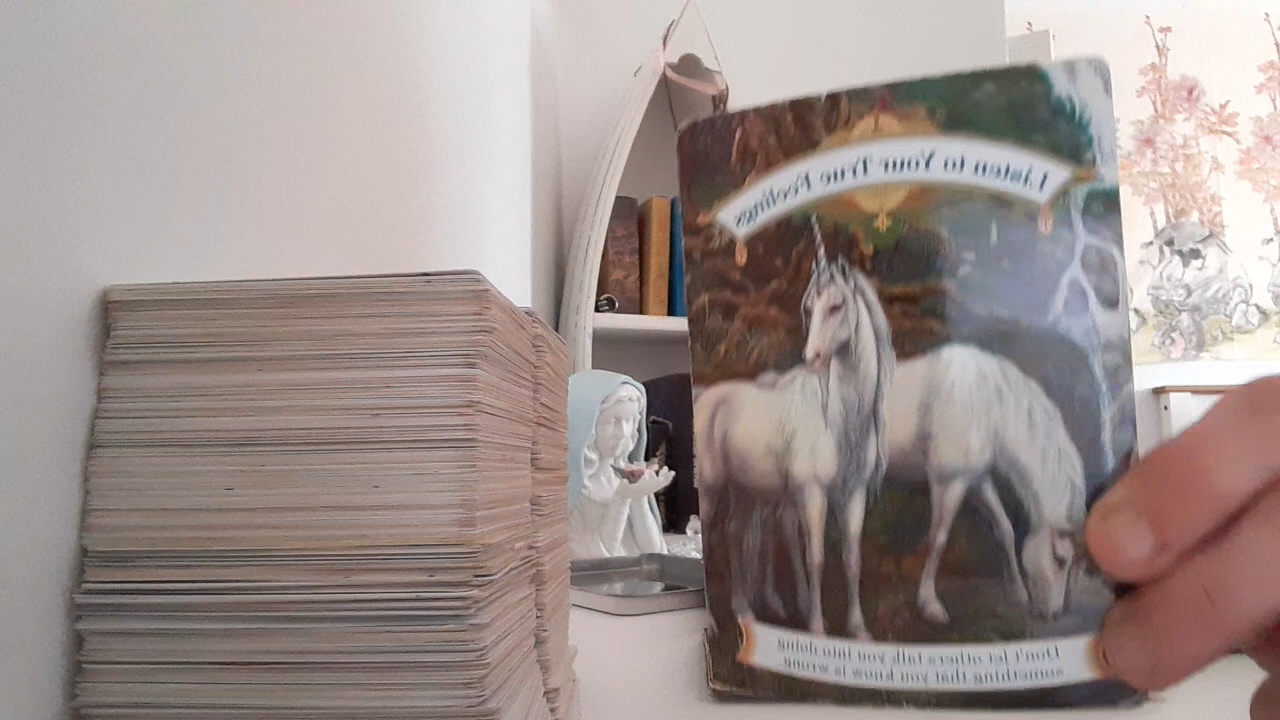 Listen to Your True Feelings
Don't let others talk you into doing
something that you know is wrong